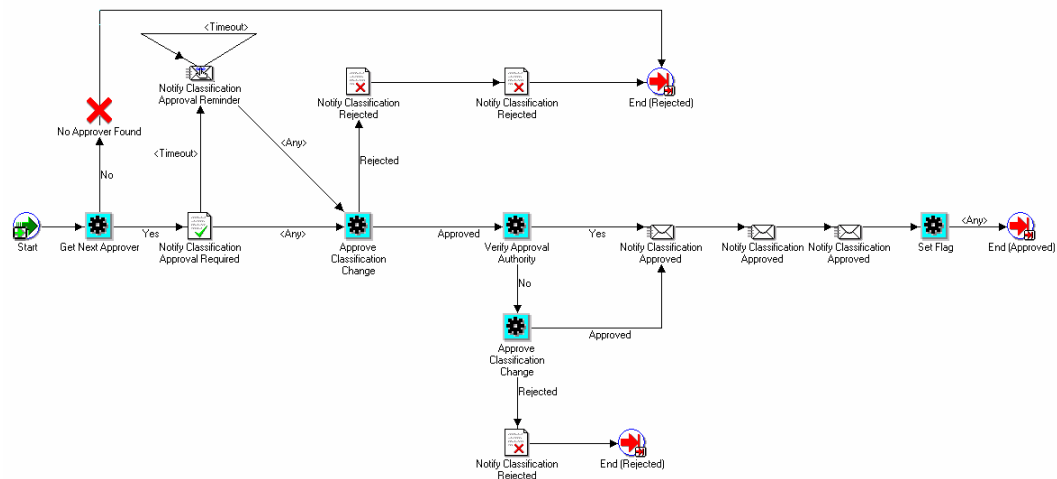 <Timeout>
Notify Classification
Approval Reminder
Notify Classification
Rejected
Notify Classification
Rejected
End (Rejected)
No Approver Found
<Timeout>
<Any>
Rejected
No
Start
Get Next Approver
Yes
Notify Classification
Approval Required
<Any>
Approve
Classification
Change
Approved
Verify Approval
Authority
Yes
Notify Classification
Approved
Notify Classification
Approved
Notify Classification
Approved
Set Flag
<Any>
End (Approved)
No
Approve
Classification
Change
Approved
Rejected
Notify Classification
Rejected
End (Rejected)